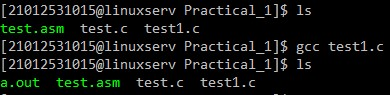 [21012531015@linuxserv Practical_1]$ ls
test.asm test.c test1.c
[21012531015@linuxserv Practical_1]$ gcc test1.c
[21012531015@linuxserv Practical_1]$ ls
a.out test.asm test.c test1.c